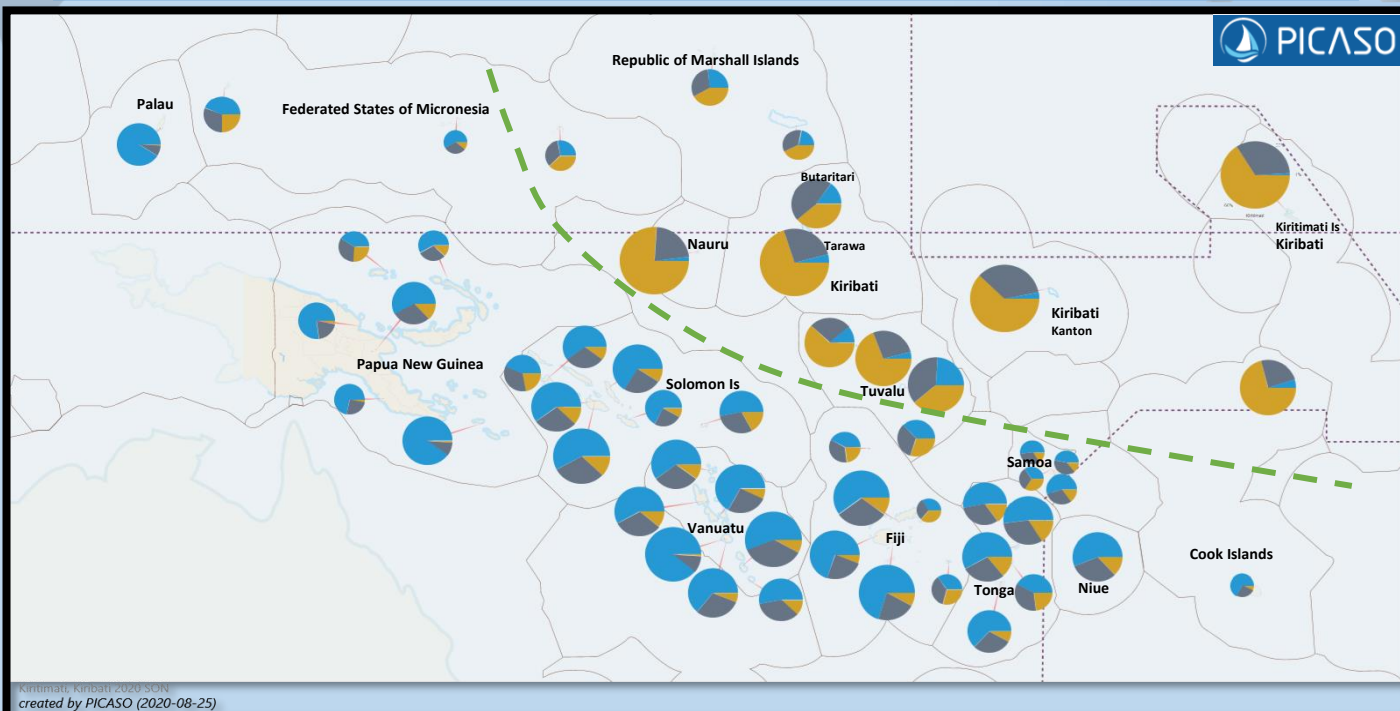 PICASO
Republic of Marshall Islands
Palau
Federated States of Micronesia
Butaritari
Kiritimati Is
Kiribati
Nauru
Tarawa
Kiribati
Kiribati
Kanton
Papua New Guinea
Solomon Is
Tuvalu
Samoa
Vanuatu
Fiji
Cook Islands
Tonga
Niue
Kiritimati, Kiribati 2020 SON
created by PICASO (2020-08-25)